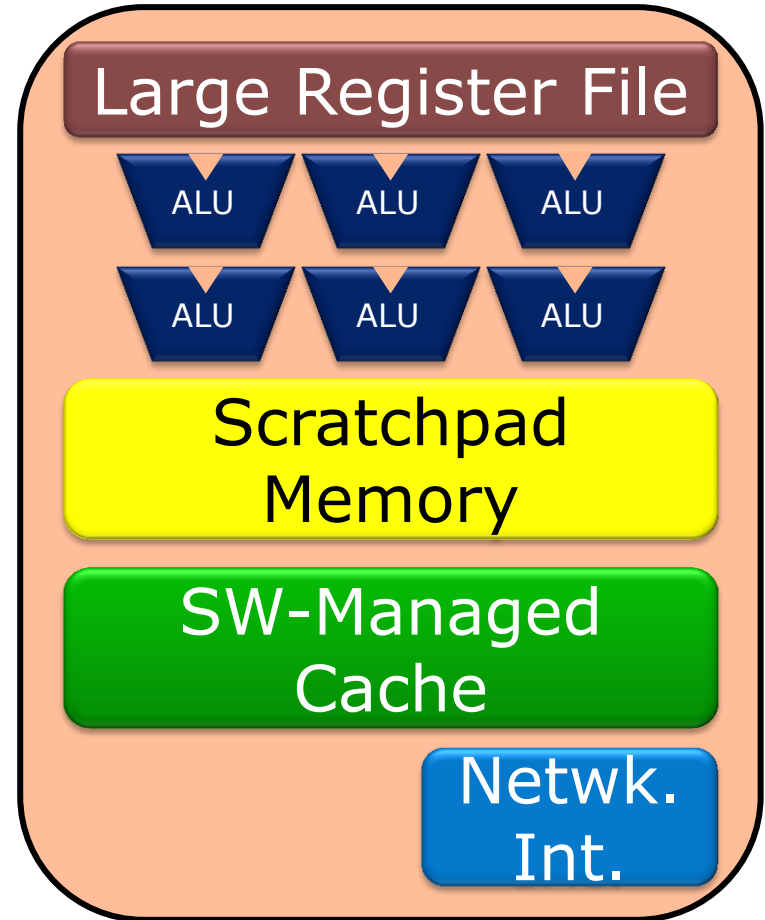 Large Register File
ALU ALU ALU
ALU ALU ALU
Scratchpad
Memory
SW-Managed
Cache
Netwk.
Int.